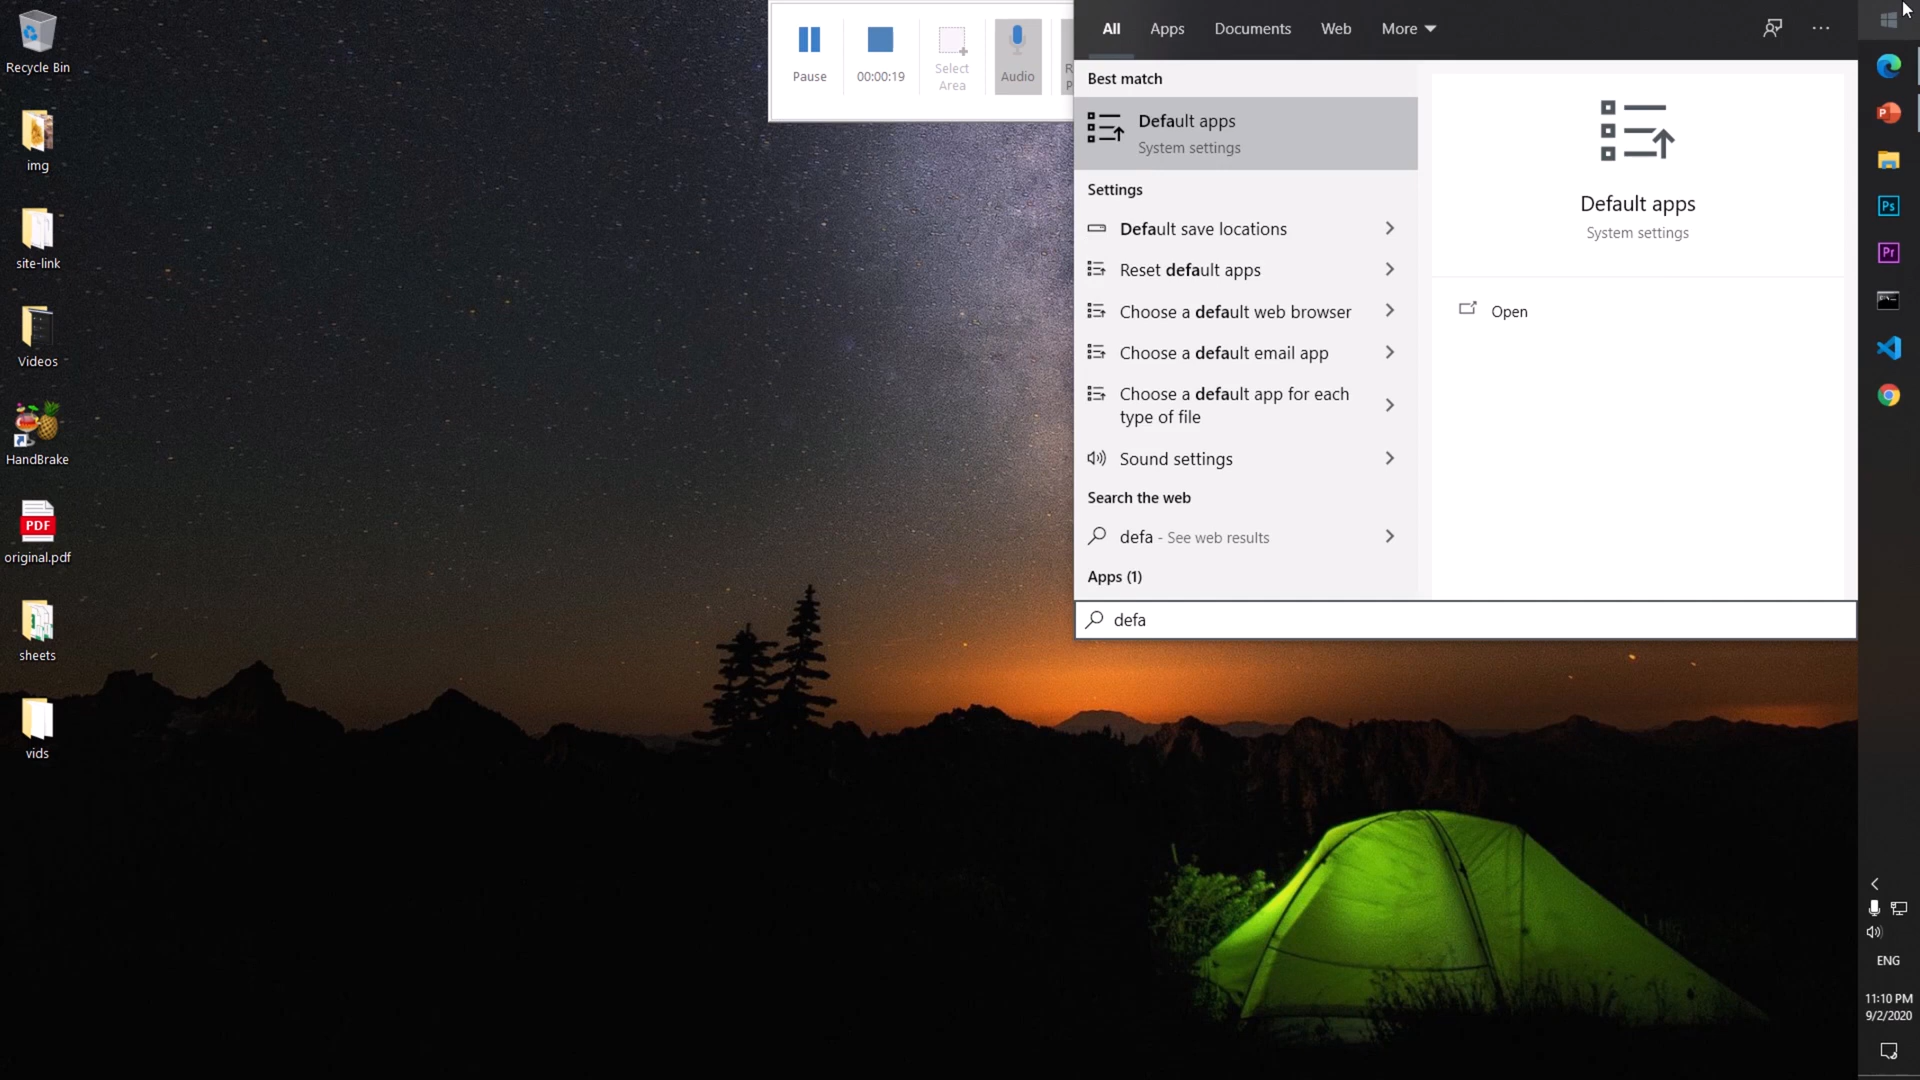 Recycle Bin
img
site-link
Videos
HandBrake
PDF
original.pdf
sheets
vids
Pause
00:00:19
Select
Area
Audio
All
Apps
Documents
Web
More
Best match
Default apps
System settings
Settings
Default save locations
Reset default apps
Choose a default web browser
Choose a default email app
Choose a default app for each
type of file
Sound settings
Search the web
defa - See web results
Apps (1)
defa
Default apps
System settings
Open
Ps
Pr
ENG
11:10 PM
9/2/2020